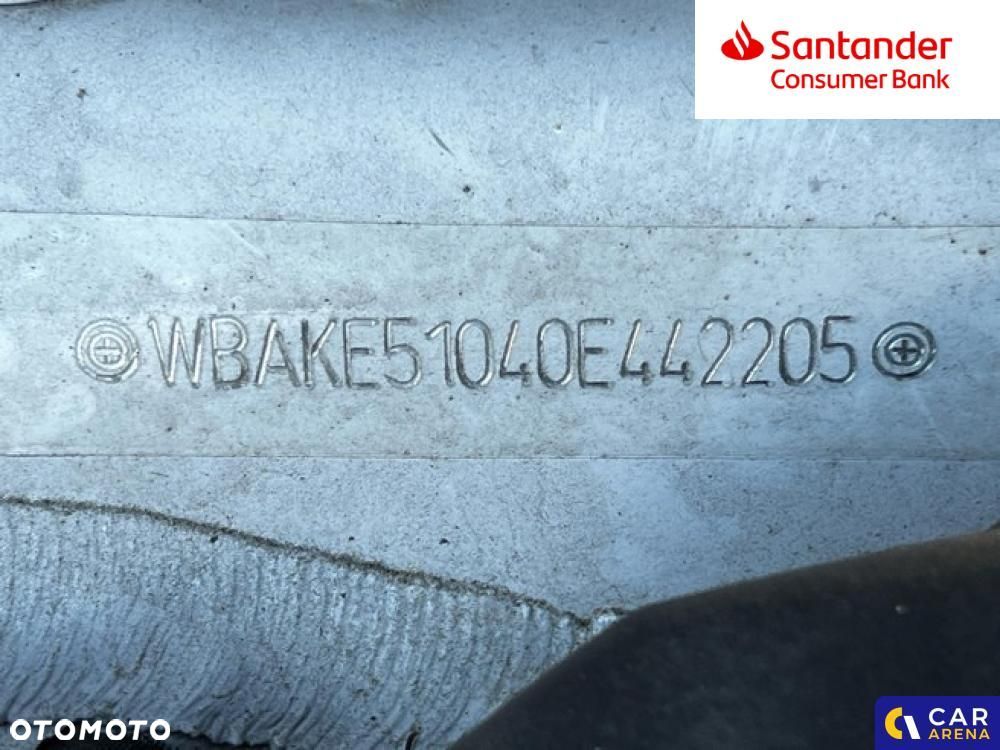 Santander
Consumer Bank
WBAKE51040E442205
OTOMOTO
CAR
ARENA